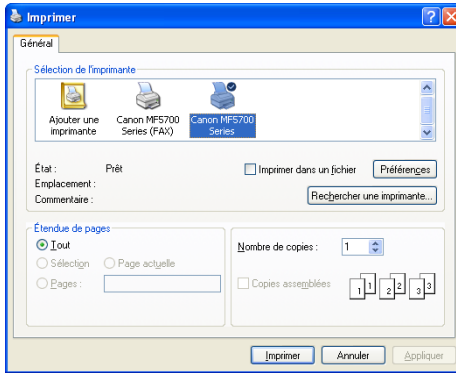 Imprimer
Général
Sélection de l'imprimante
Ajouter une imprimante
Canon MF5700 Series (FAX)
Canon MF5700 Series
État : Prêt
Emplacement :
Commentaire :
Imprimer dans un fichier
Préférences
Rechercher une imprimante...
Étendue de pages
Tout
Sélection
Page actuelle
Pages :
Nombre de copies : 1
Copies assemblées
1 1 2 2 3 3
Imprimer
Annuler
Appliquer